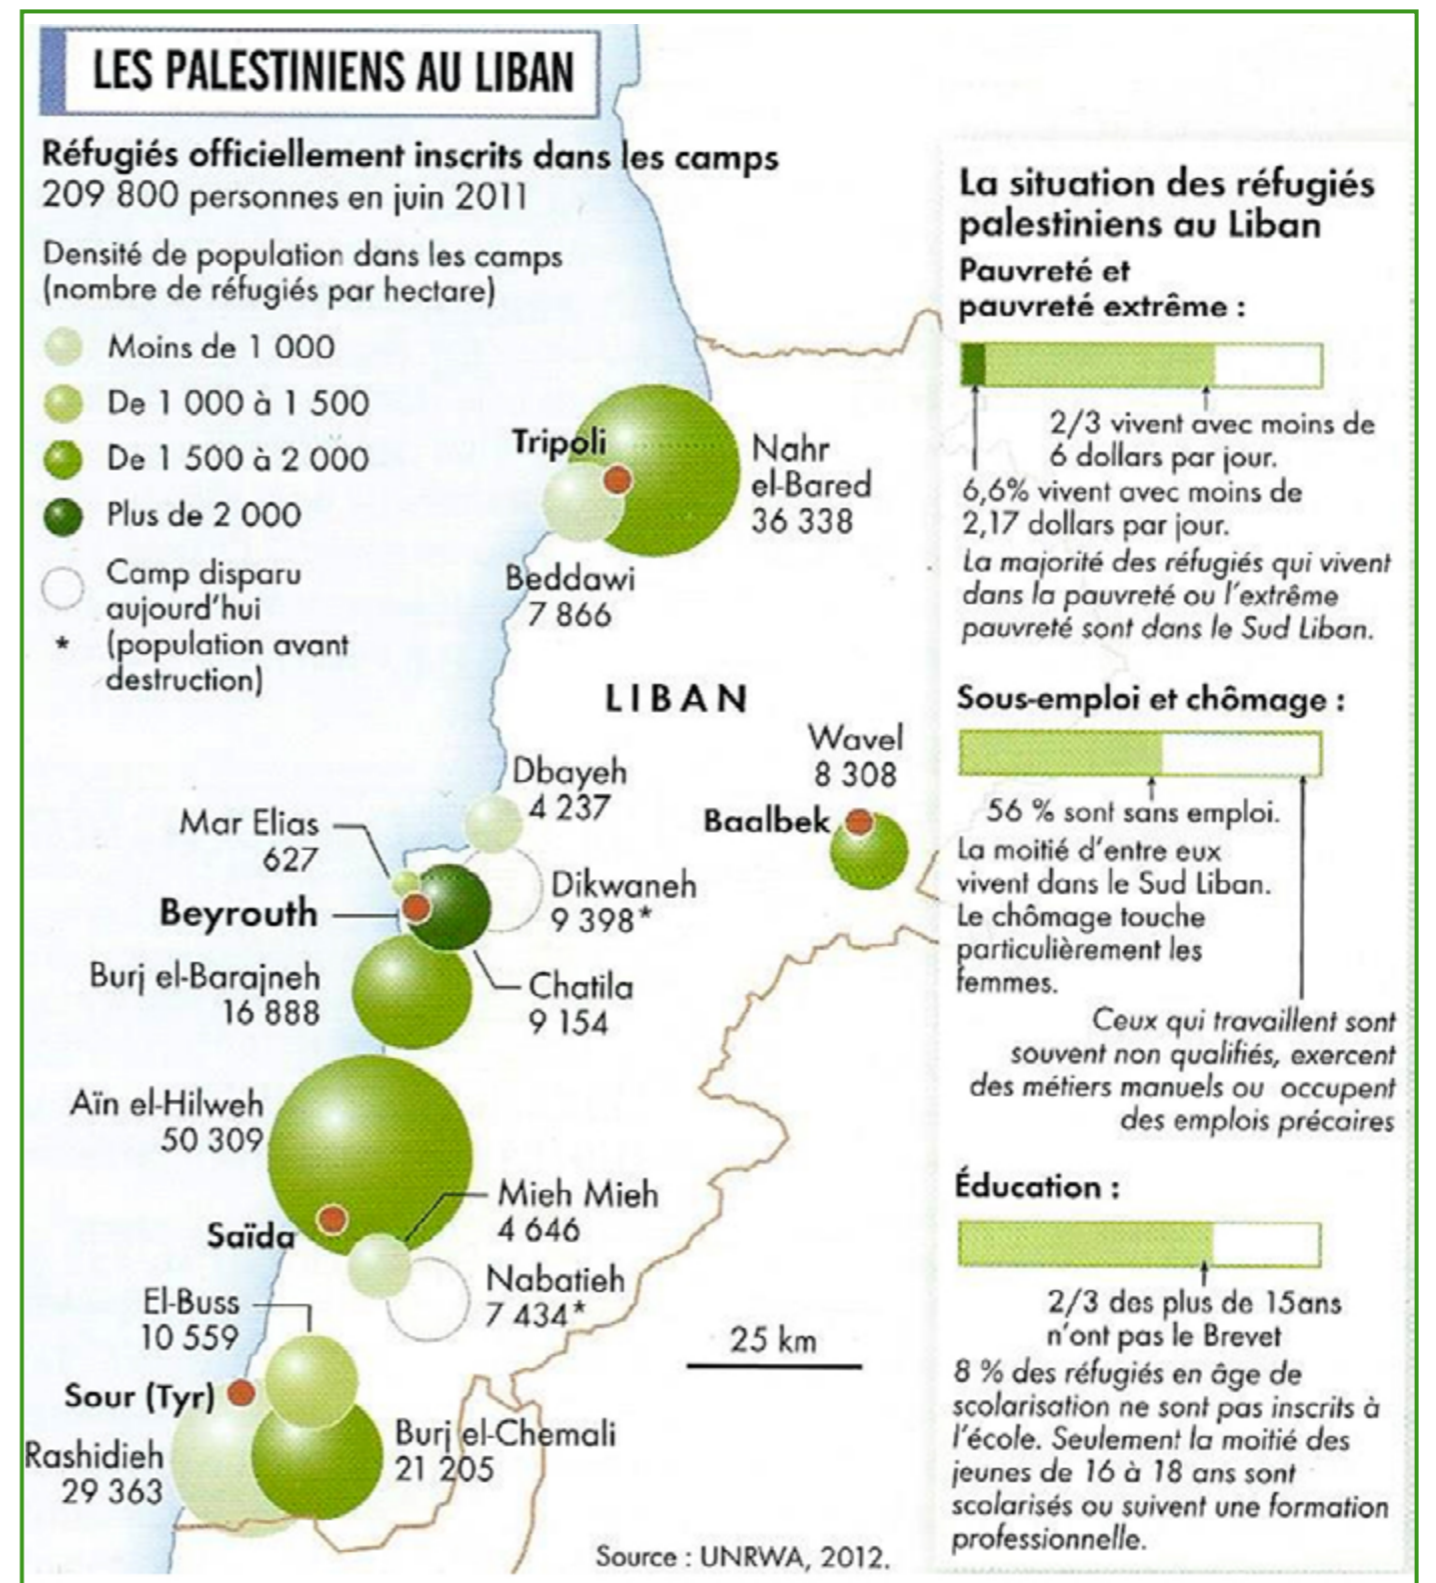 LES PALESTINIENS AU LIBAN
Réfugiés officiellement inscrits dans les camps
209 800 personnes en juin 2011
Densité de population dans les camps
(nombre de réfugiés par hectare)
Moins de 1 000
De 1 000 à 1 500
De 1 500 à 2 000
Plus de 2 000
Camp disparu
aujourd'hui
* (population avant
destruction)
Tripoli
Nahr
el-Bared
36 338
Beddawi
7 866
LIBAN
Wavel
8 308
Baalbek
Dbayeh
4 237
Mar Elias
627
Dikwaneh
9 398*
Beyrouth
Burj el-Barajneh
16 888
Chatila
9 154
Aïn el-Hilweh
50 309
Mieh Mieh
4 646
Saïda
Nabatieh
7 434*
El-Buss
10 559
25 km
Sour (Tyr)
Rashidieh
29 363
Burj el-Chemali
21 205
Source : UNRWA, 2012.
La situation des réfugiés
palestiniens au Liban
Pauvreté et
pauvreté extrême :
2/3 vivent avec moins de
6 dollars par jour.
6,6% vivent avec moins de
2,17 dollars par jour.
La majorité des réfugiés qui vivent
dans la pauvreté ou l'extrême
pauvreté sont dans le Sud Liban.
Sous-emploi et chômage :
56 % sont sans emploi.
La moitié d'entre eux
vivent dans le Sud Liban.
Le chômage touche
particulièrement les
femmes.
Ceux qui travaillent sont
souvent non qualifiés, exercent
des métiers manuels ou occupent
des emplois précaires
Éducation :
2/3 des plus de 15ans
n'ont pas le Brevet
8 % des réfugiés en âge de
scolarisation ne sont pas inscrits à
l'école. Seulement la moitié des
jeunes de 16 à 18 ans sont
scolarisés ou suivent une formation
professionnelle.